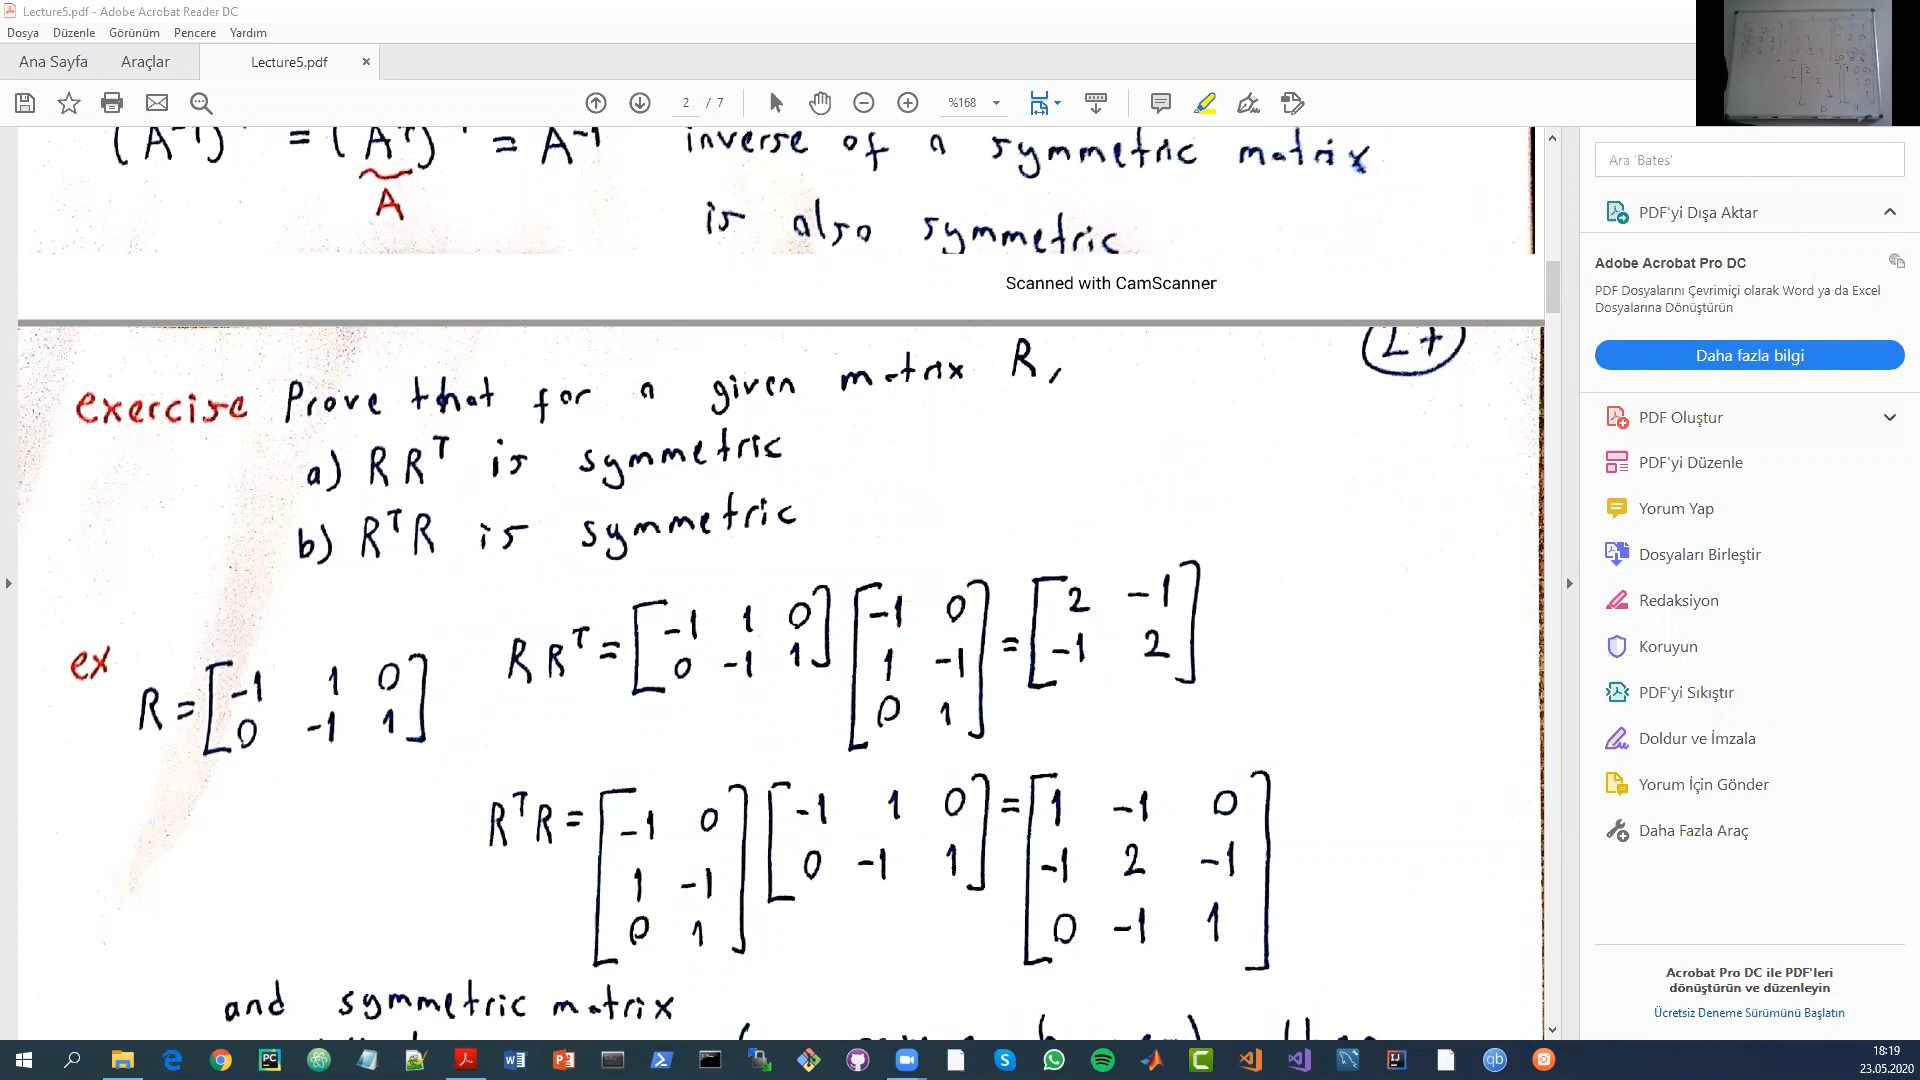 Lecture5.pdf - Adobe Acrobat Reader DC
Dosya Düzenle Görünüm Pencere Yardım
Ana Sayfa Araçlar Lecture5.pdf ×
2 / 7 %168
(A⁻¹) = (Aᵀ) = A⁻¹ inverse of a symmetric matrix
A
is also symmetric
Scanned with CamScanner
exercise Prove that for a given matrix R,
a) R Rᵀ is symmetric
b) RᵀR is symmetric
ex
R = [-1 1 0
0 -1 1]
R Rᵀ = [-1 1 0
0 -1 1] [-1 0
1 -1
0 1] = [2 -1
-1 2]
RᵀR = [-1 0
1 -1
0 1] [-1 1 0
0 -1 1] = [1 -1 0
-1 2 -1
0 -1 1]
and symmetric matrix
Ara 'Bates'
PDF'yi Dışa Aktar
Adobe Acrobat Pro DC
PDF Dosyalarını Çevrimiçi olarak Word ya da Excel
Dosyalarına Dönüştürün
Daha fazla bilgi
PDF Oluştur
PDF'yi Düzenle
Yorum Yap
Dosyaları Birleştir
Redaksiyon
Koruyun
PDF'yi Sıkıştır
Doldur ve İmzala
Yorum İçin Gönder
Daha Fazla Araç
Acrobat Pro DC ile PDF'leri
dönüştürün ve düzenleyin
Ücretsiz Deneme Sürümünü Başlatın
18:19
23.05.2020